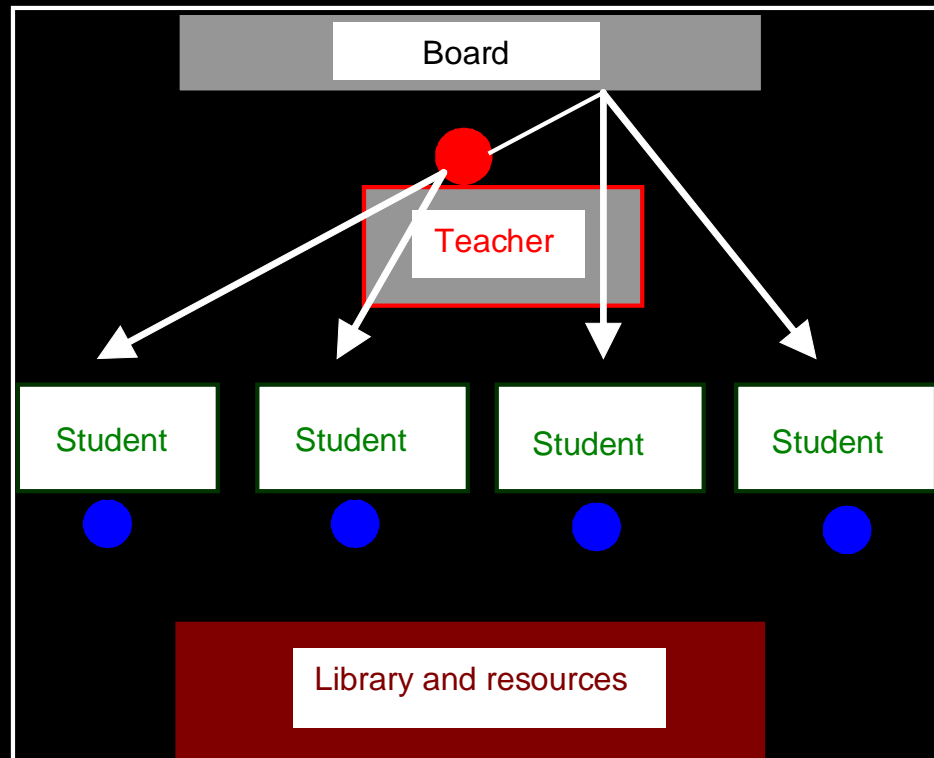 Board
Teacher
Student
Student
Student
Student
Library and resources